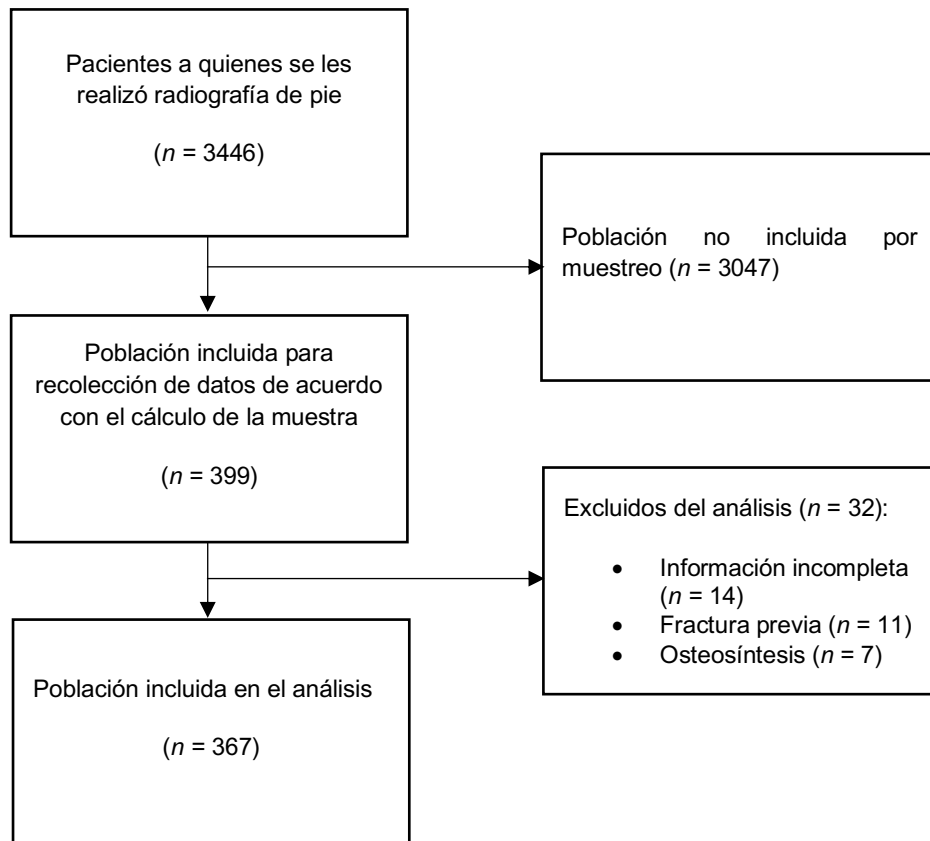 Pacientes a quienes se les
realizó radiografía de pie
(n = 3446)
Población no incluida por
muestreo (n = 3047)
Población incluida para
recolección de datos de acuerdo
con el cálculo de la muestra
(n = 399)
Excluidos del análisis (n = 32):
• Información incompleta
(n = 14)
• Fractura previa (n = 11)
• Osteosíntesis (n = 7)
Población incluida en el análisis
(n = 367)